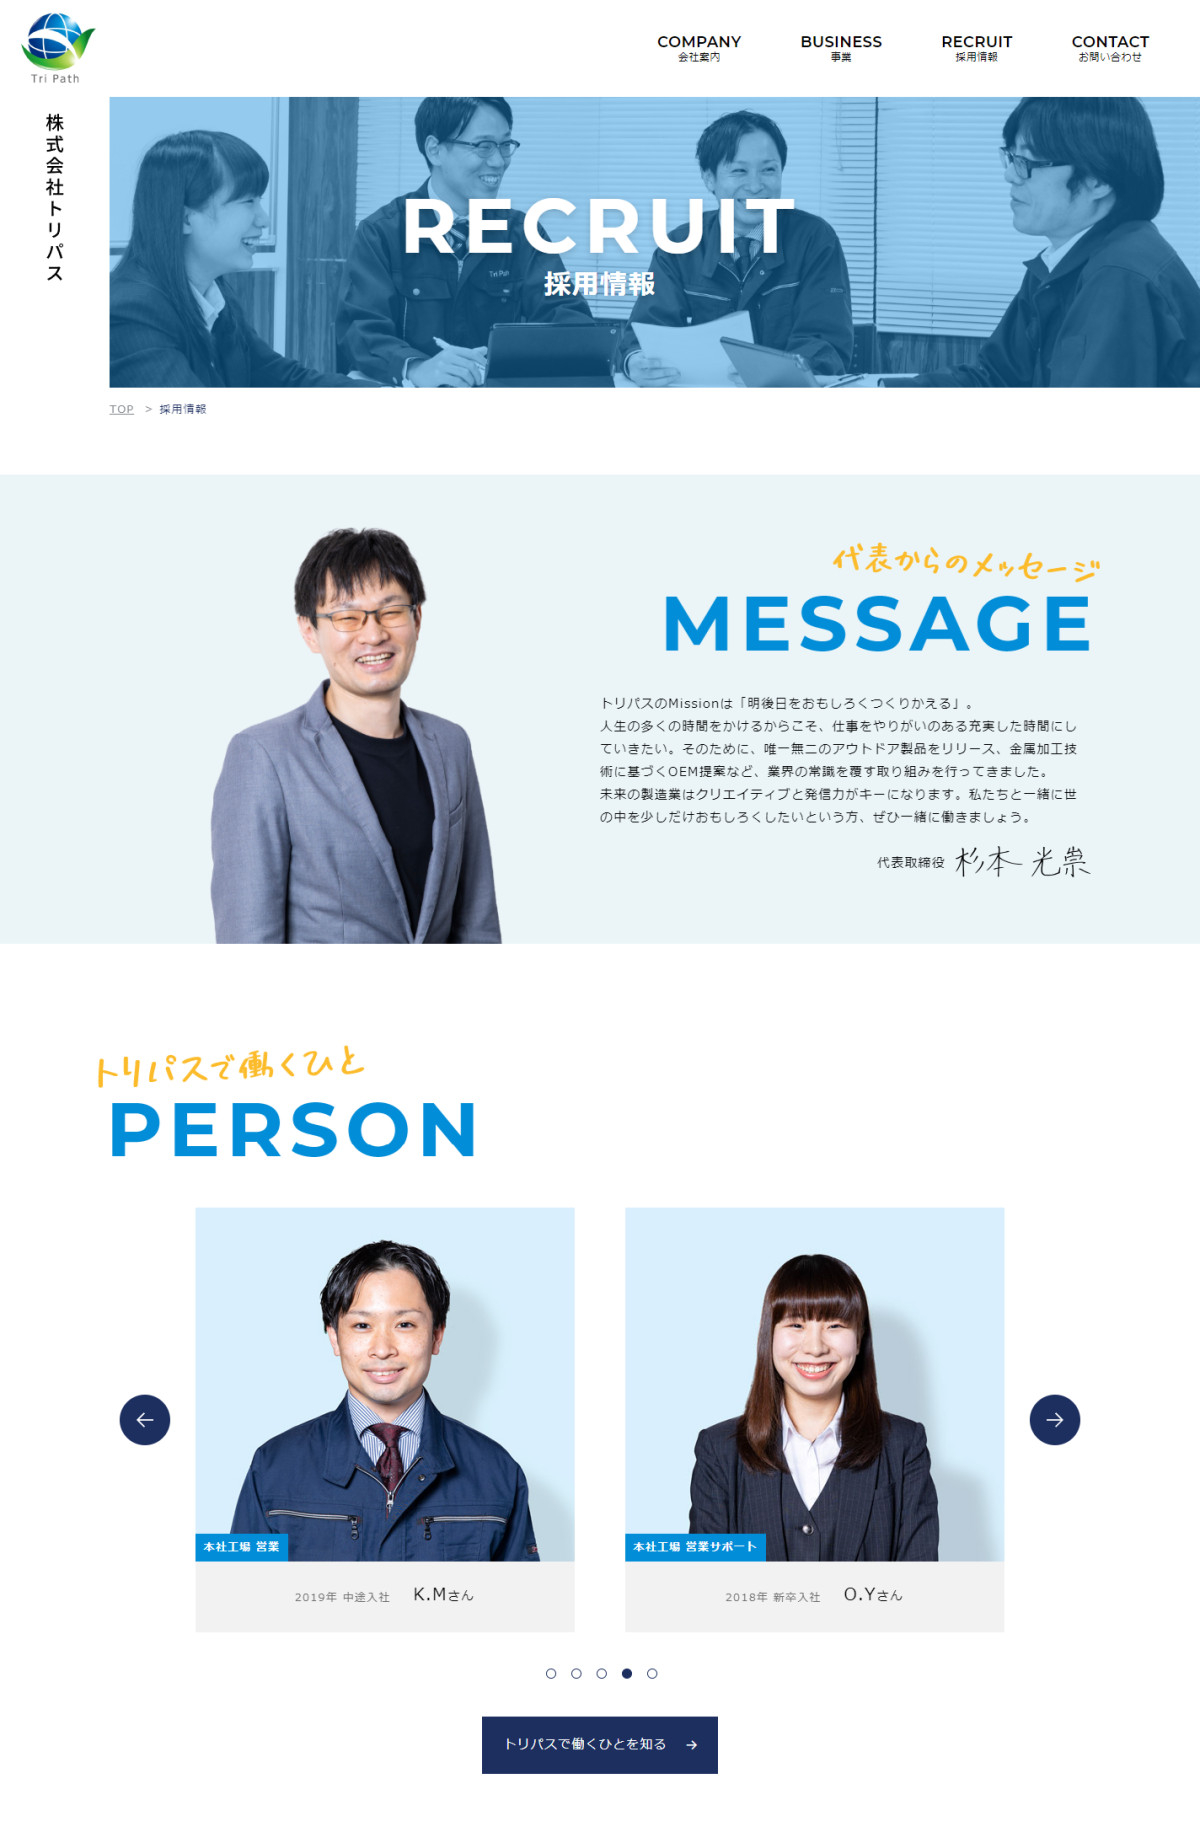 Tri Path
COMPANY
会社案内
BUSINESS
事業
RECRUIT
採用情報
CONTACT
お問い合わせ
株式会社トリパス
RECRUIT
採用情報
Tri Path
TOP > 採用情報
代表からのメッセージ
MESSAGE
トリパスのMissionは「明後日をおもしろくつくりかえる」。
人生の多くの時間をかけるからこそ、仕事をやりがいのある充実した時間にし
ていきたい。そのために、唯一無二のアウトドア製品をリリース、金属加工技
術に基づくOEM提案など、業界の常識を覆す取り組みを行ってきました。
未来の製造業はクリエイティブと発信力がキーになります。私たちと一緒に世
の中を少しだけおもしろくしたいという方、ぜひ一緒に働きましょう。
代表取締役 杉本 光崇
トリパスで働くひと
PERSON
本社工場 営業
2019年 中途入社 K.Mさん
本社工場 営業サポート
2018年 新卒入社 O.Yさん
トリパスで働くひとを知る